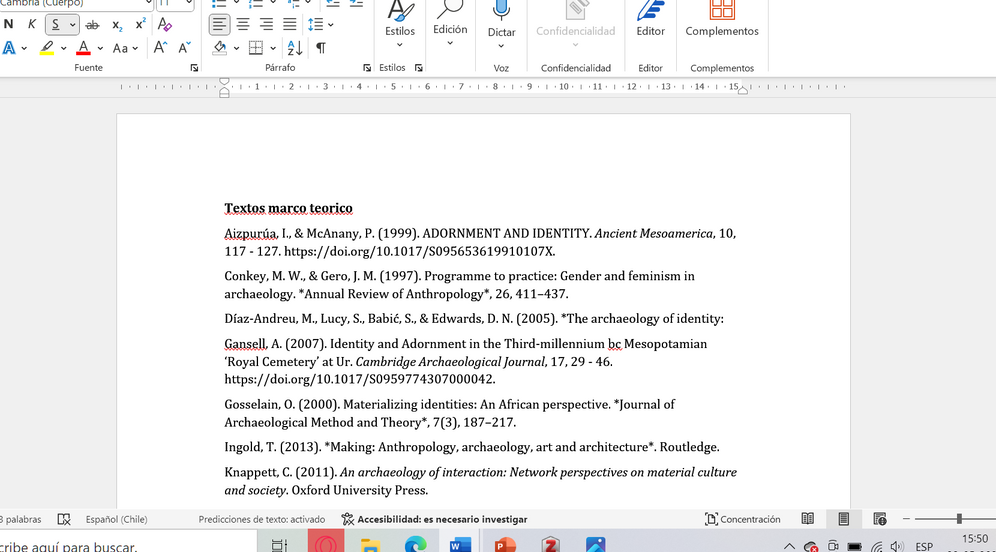 Cambria (Cuerpo) 11
N K S ab x₂ x²
A A Aa A A
Estilos Edición Dictar Confidencialidad Editor Complementos
Fuente Párrafo Estilos Voz Confidencialidad Editor Complementos
1 2 3 4 5 6 7 8 9 10 11 12 13 14 15
Textos marco teorico
Aizpurúa, I., & McAnany, P. (1999). ADORNMENT AND IDENTITY. Ancient Mesoamerica, 10,
117 - 127. https://doi.org/10.1017/S095653619910107X.
Conkey, M. W., & Gero, J. M. (1997). Programme to practice: Gender and feminism in
archaeology. *Annual Review of Anthropology*, 26, 411–437.
Díaz-Andreu, M., Lucy, S., Babić, S., & Edwards, D. N. (2005). *The archaeology of identity:
Gansell, A. (2007). Identity and Adornment in the Third-millennium bc Mesopotamian
‘Royal Cemetery’ at Ur. Cambridge Archaeological Journal, 17, 29 - 46.
https://doi.org/10.1017/S0959774307000042.
Gosselain, O. (2000). Materializing identities: An African perspective. *Journal of
Archaeological Method and Theory*, 7(3), 187–217.
Ingold, T. (2013). *Making: Anthropology, archaeology, art and architecture*. Routledge.
Knappett, C. (2011). An archaeology of interaction: Network perspectives on material culture
and society. Oxford University Press.
palabras Español (Chile) Predicciones de texto: activado Accesibilidad: es necesario investigar Concentración
cribe aquí para buscar. ESP 15:50